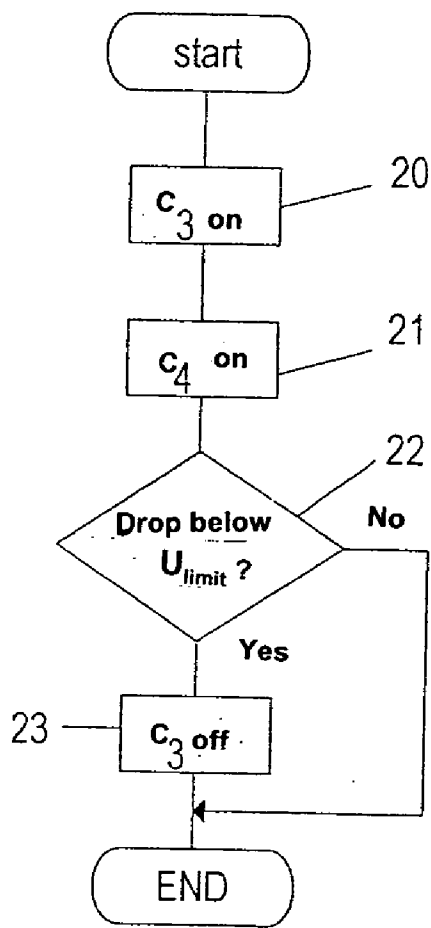 start
C3 on
20
C4 on
21
22
Drop below
Ulimit ?
No
Yes
C3 off
23
END